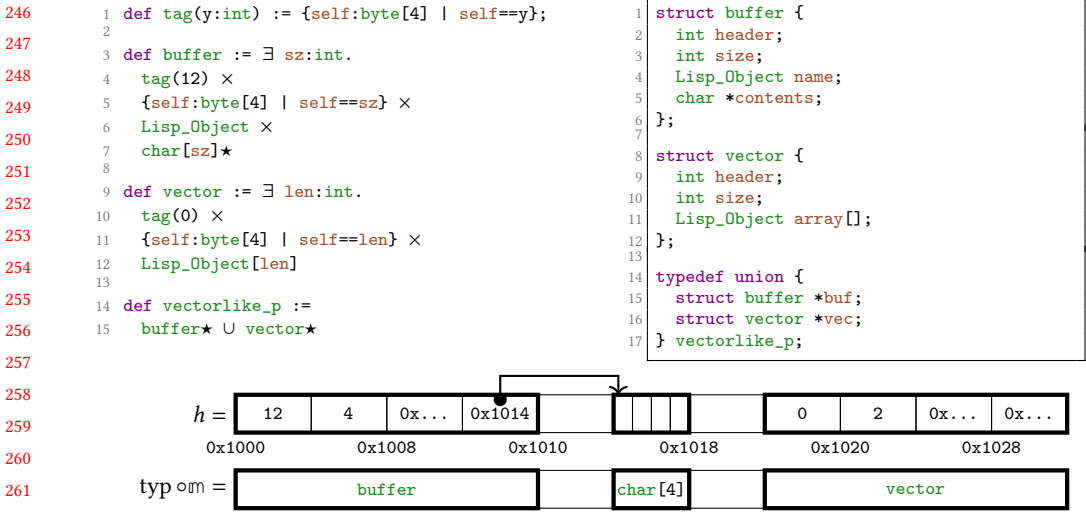 246
247
248
249
250
251
252
253
254
255
256
257
258
259
260
261
1 def tag(y:int) := {self:byte[4] | self==y};
2
3 def buffer := ∃ sz:int.
4 tag(12) ×
5 {self:byte[4] | self==sz} ×
6 Lisp_Object ×
7 char[sz]★
8
9 def vector := ∃ len:int.
10 tag(0) ×
11 {self:byte[4] | self==len} ×
12 Lisp_Object[len]
13
14 def vectorlike_p :=
15 buffer★ ∪ vector★
1 struct buffer {
2 int header;
3 int size;
4 Lisp_Object name;
5 char *contents;
6 };
7
8 struct vector {
9 int header;
10 int size;
11 Lisp_Object array[];
12 };
13
14 typedef union {
15 struct buffer *buf;
16 struct vector *vec;
17 } vectorlike_p;
h = 12 4 0x... 0x1014 0 2 0x... 0x...
0x1000 0x1008 0x1010 0x1018 0x1020 0x1028
typ ∘𝕞 = buffer char[4] vector